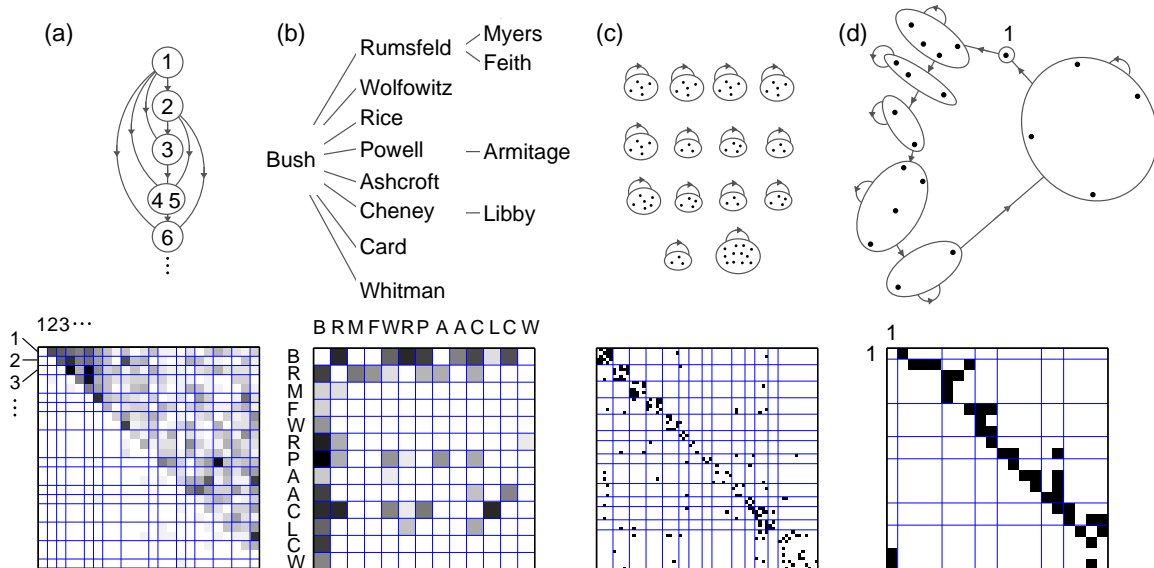 (a)
1
2
3
4 5
6
⋮
(b)
Bush
Rumsfeld
Myers
Feith
Wolfowitz
Rice
Powell
Armitage
Ashcroft
Cheney
Libby
Card
Whitman
(c)
(d)
1
123⋯
1
2
3
⋮
B R M F W R P A A C L C W
B
R
M
F
W
R
P
A
A
C
L
C
W
1
1